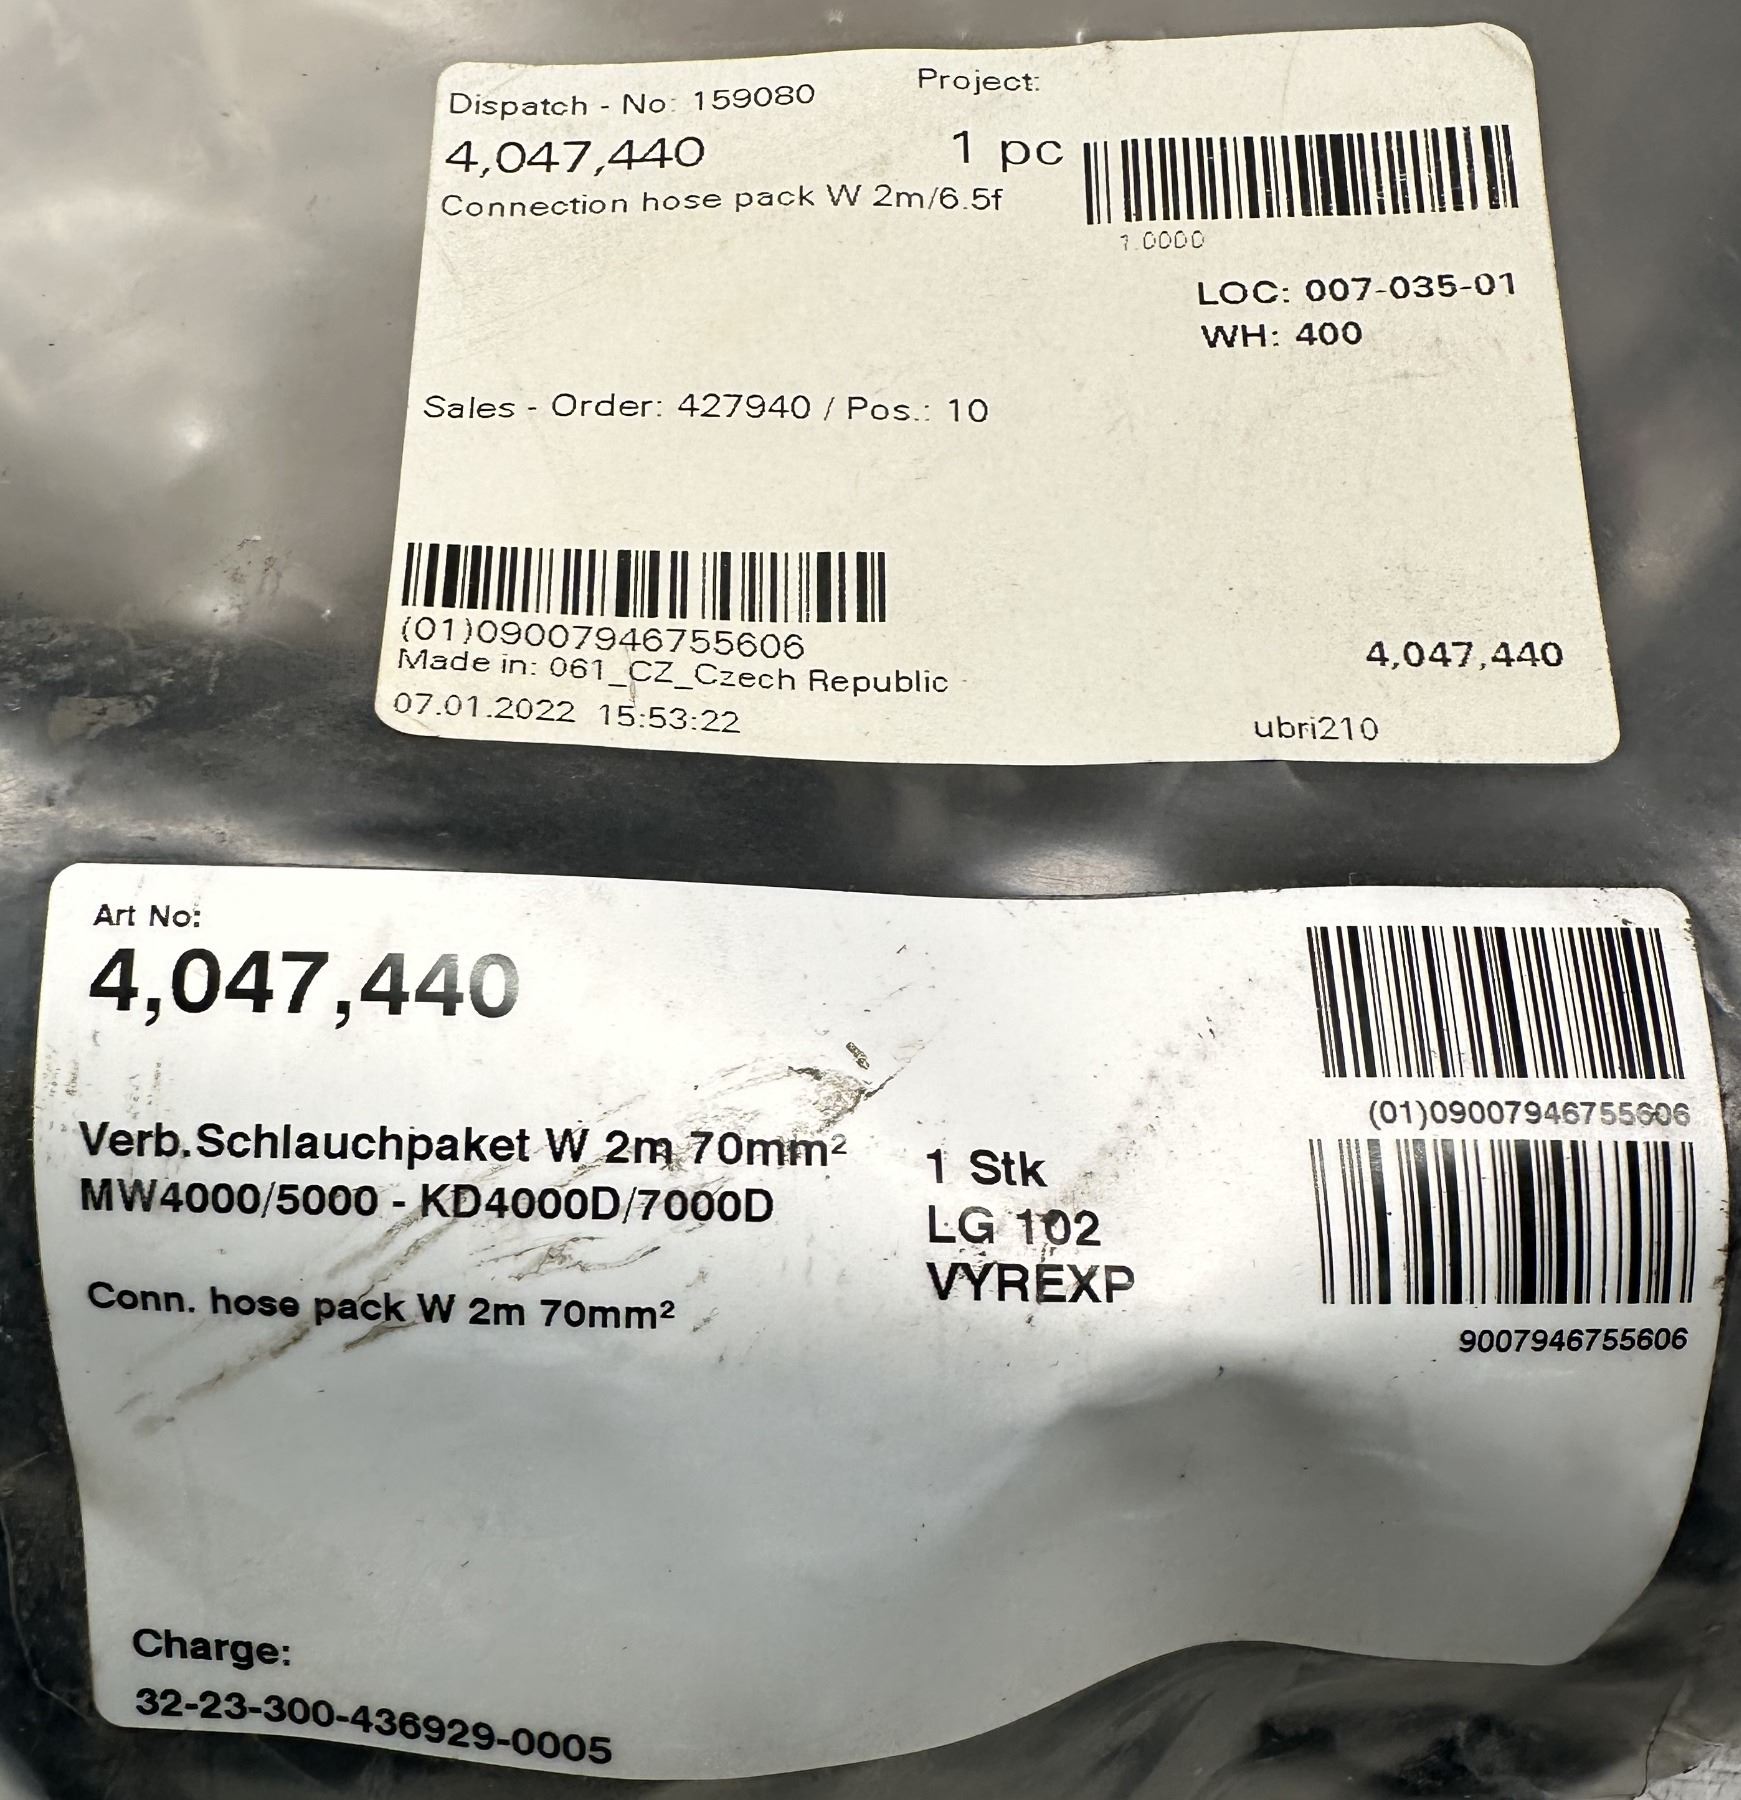 Dispatch - No: 159080
Project:
4,047,440
1 pc
Connection hose pack W 2m/6.5f
1.0000
LOC: 007-035-01
WH: 400
Sales - Order: 427940 / Pos.: 10
(01)09007946755606
Made in: 061_CZ_Czech Republic
4,047,440
07.01.2022 15:53:22
ubri210
Art No:
4,047,440
(01)09007946755606
Verb.Schlauchpaket W 2m 70mm²
MW4000/5000 - KD4000D/7000D
1 Stk
LG 102
VYREXP
Conn. hose pack W 2m 70mm²
9007946755606
Charge:
32-23-300-436929-0005